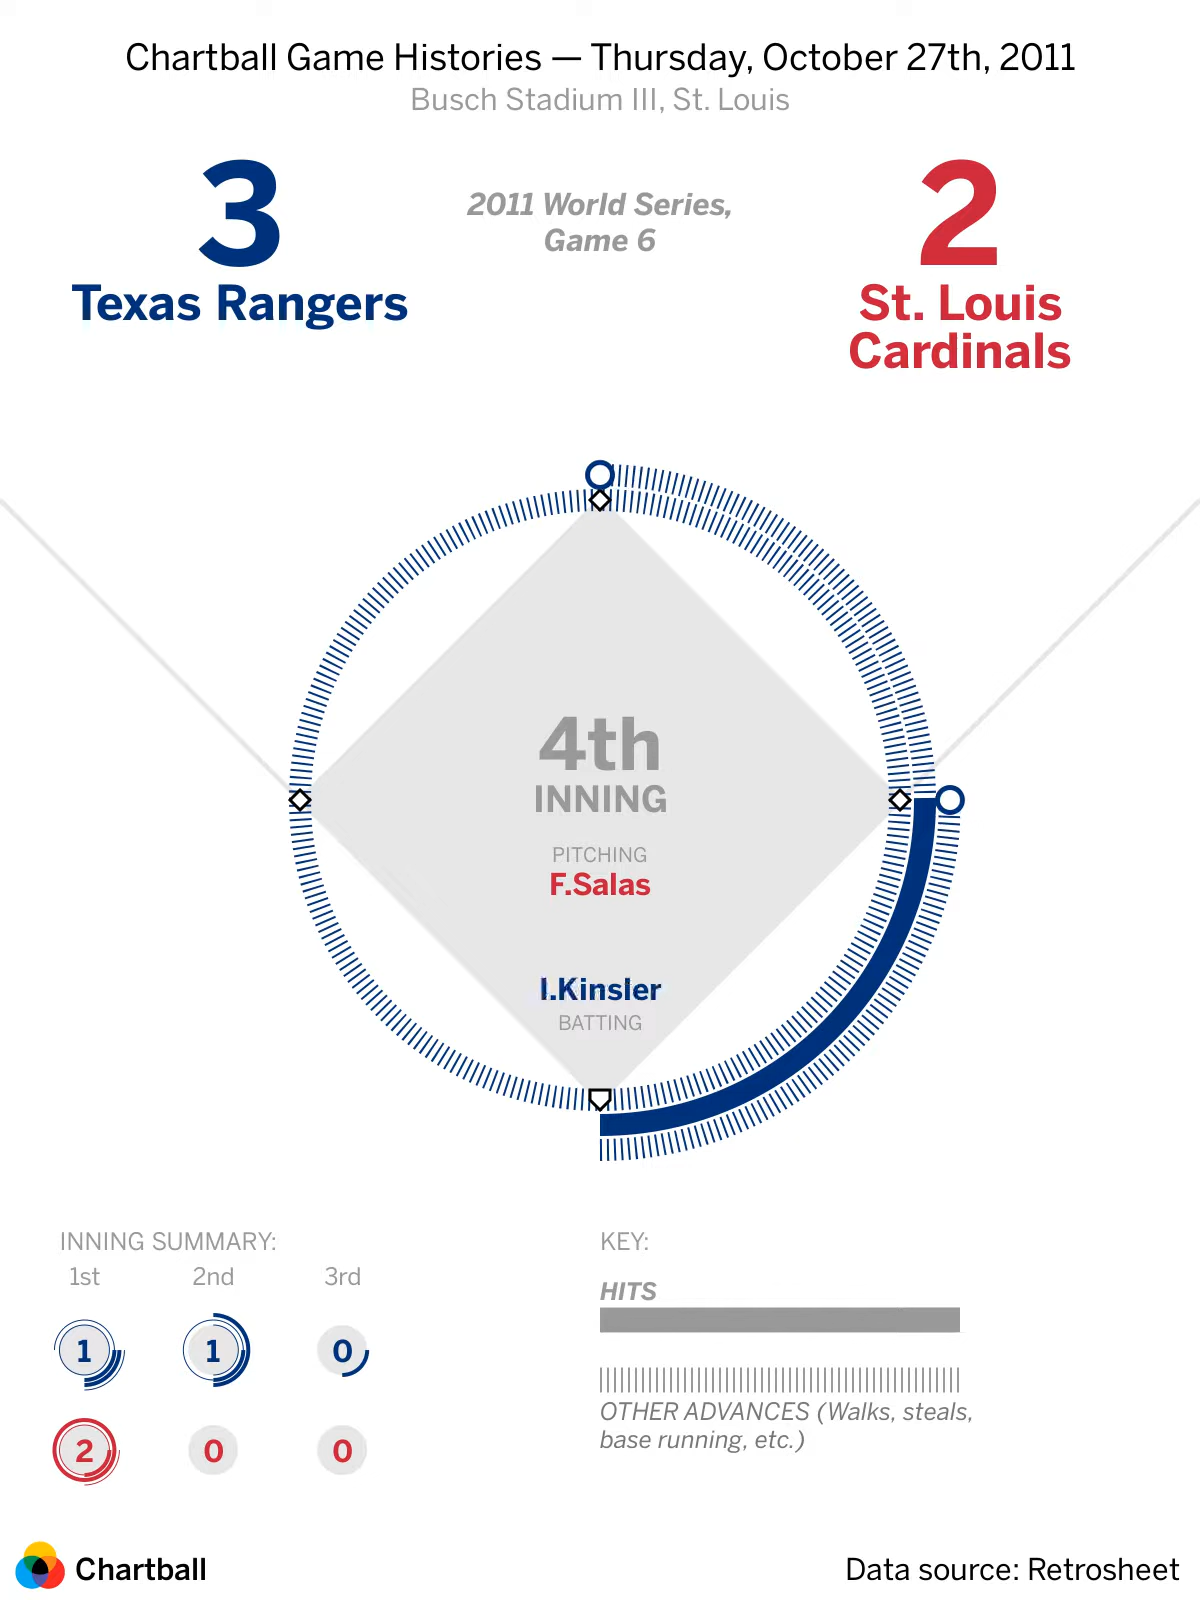 Chartball Game Histories — Thursday, October 27th, 2011
Busch Stadium III, St. Louis
3
Texas Rangers
2011 World Series,
Game 6
2
St. Louis
Cardinals
4th
INNING
PITCHING
F.Salas
I.Kinsler
BATTING
INNING SUMMARY:
1st 2nd 3rd
1 1 0
2 0 0
KEY:
HITS
OTHER ADVANCES (Walks, steals,
base running, etc.)
Chartball
Data source: Retrosheet